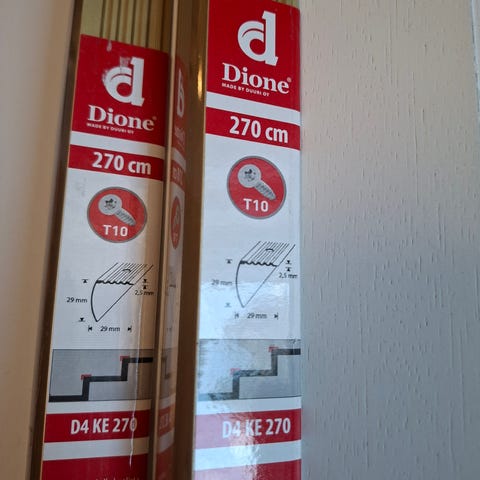 d
Dione®
MADE BY DUURI OY
270 cm
T10
29 mm
2,5 mm
29 mm
D4 KE 270
d
Dione®
MADE BY DUURI OY
270 cm
T10
29 mm
2,5 mm
29 mm
D4 KE 270